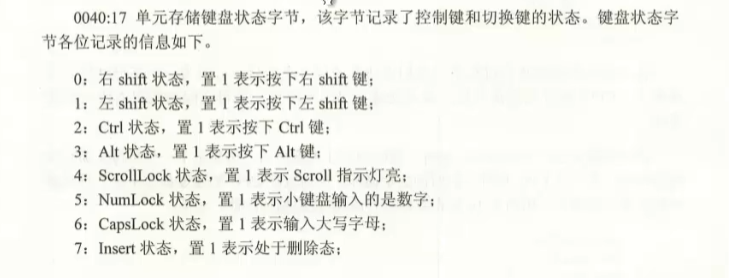 0040:17 单元存储键盘状态字节，该字节记录了控制键和切换键的状态。键盘状态字
节各位记录的信息如下。
0：右 shift 状态，置 1 表示按下右 shift 键；
1：左 shift 状态，置 1 表示按下左 shift 键；
2：Ctrl 状态，置 1 表示按下 Ctrl 键；
3：Alt 状态，置 1 表示按下 Alt 键；
4：ScrollLock 状态，置 1 表示 Scroll 指示灯亮；
5：NumLock 状态，置 1 表示小键盘输入的是数字；
6：CapsLock 状态，置 1 表示输入大写字母；
7：Insert 状态，置 1 表示处于删除态；